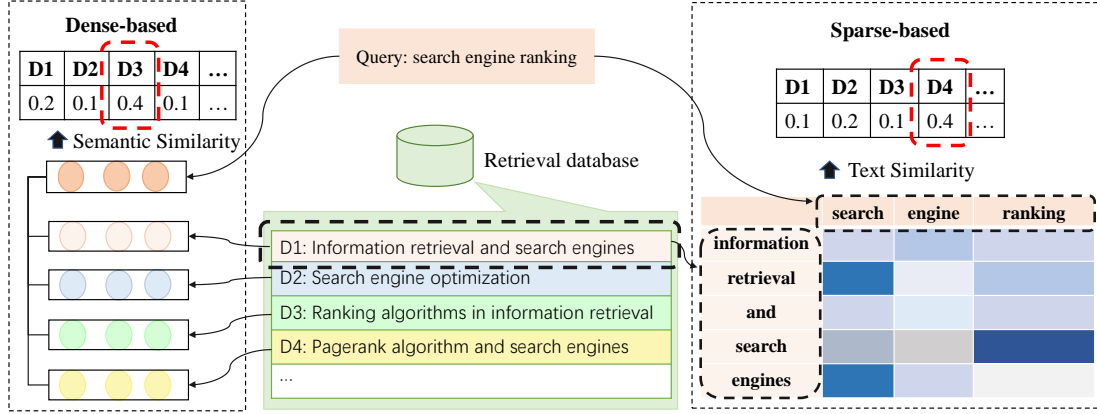 Dense-based
D1 D2 D3 D4 ...
0.2 0.1 0.4 0.1 ...
Semantic Similarity
Query: search engine ranking
Retrieval database
D1: Information retrieval and search engines
D2: Search engine optimization
D3: Ranking algorithms in information retrieval
D4: Pagerank algorithm and search engines
...
Sparse-based
D1 D2 D3 D4 ...
0.1 0.2 0.1 0.4 ...
Text Similarity
search engine ranking
information
retrieval
and
search
engines